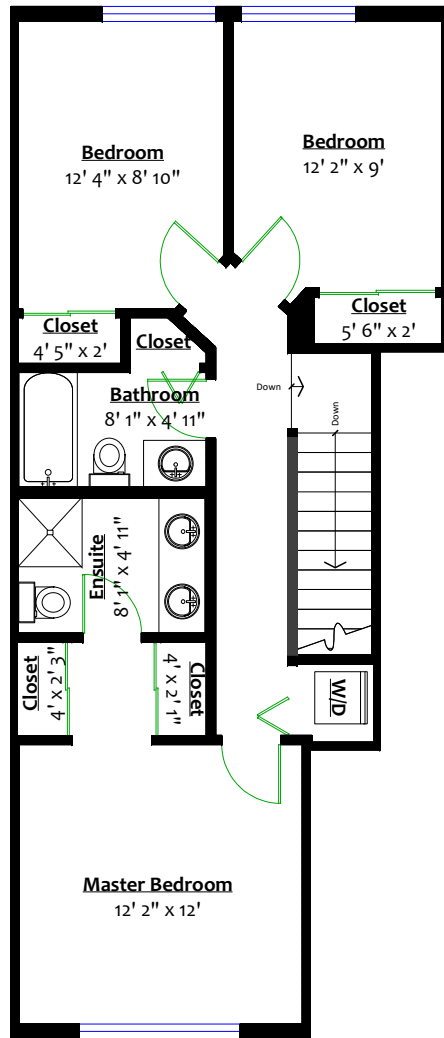 Bedroom
12' 4" x 8' 10"
Bedroom
12' 2" x 9'
Closet
4' 5" x 2'
Closet
Closet
5' 6" x 2'
Bathroom
8' 1" x 4' 11"
Down
Down
Ensuite
8' 1" x 4' 11"
Closet
4' x 2' 3"
Closet
4' x 2' 1"
W/D
Master Bedroom
12' 2" x 12'